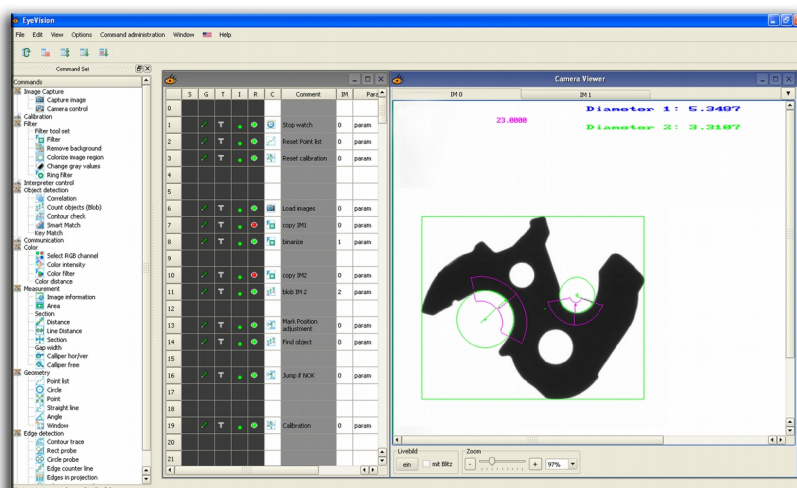 EyeVision
File Edit View Options Command administration Window Help
Command Set
Commands
Image Capture
Capture image
Camera control
Calibration
Filter
Filter tool set
Filter
Remove background
Colorize image region
Change gray values
Ring filter
Interpreter control
Object detection
Correlation
Count objects (Blob)
Contour check
Smart Match
Key Match
Communication
Color
Select RGB channel
Color intensity
Color filter
Color distance
Measurement
Image information
Area
Section
Distance
Line Distance
Section
Gap width
Calliper hor/ver
Calliper free
Geometry
Point list
Circle
Point
Straight line
Angle
Window
Edge detection
Contour trace
Rect probe
Circle probe
Edge counter line
Edges in projection
S G T I R C Comment IM Para
0
1 T Stop watch 0 param
2 T Reset Point list 0 param
3 T Reset calibration 0 param
4
5
6 T Load images 0 param
7 T copy IM1 0 param
8 T binarize 1 param
9
10 T copy IM2 0 param
11 T blob IM 2 2 param
12
13 T Mark Position adjustment 0 param
14 T Find object 0 param
15
16 T Jump if NOK 0 param
17
18
19 T Calibration 0 param
20
21
Camera Viewer
IM 0 IM 1
Diameter 1: 5.3487
23.0000
Diameter 2: 3.3107
Livebild
ein mit Blitz
Zoom
- + 97%